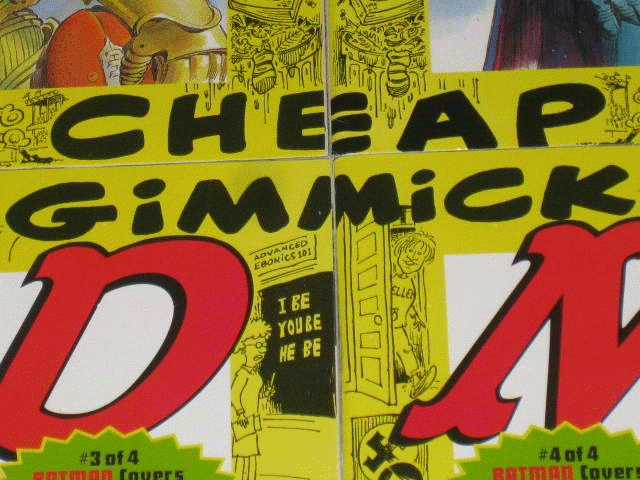 CHEAP
GiMMiCK
D
M
ADVANCED
EBONICS 101
I BE
YOU BE
HE BE
ELLEN
#3 of 4
BATMAN Covers
#4 of 4
BATMAN Covers